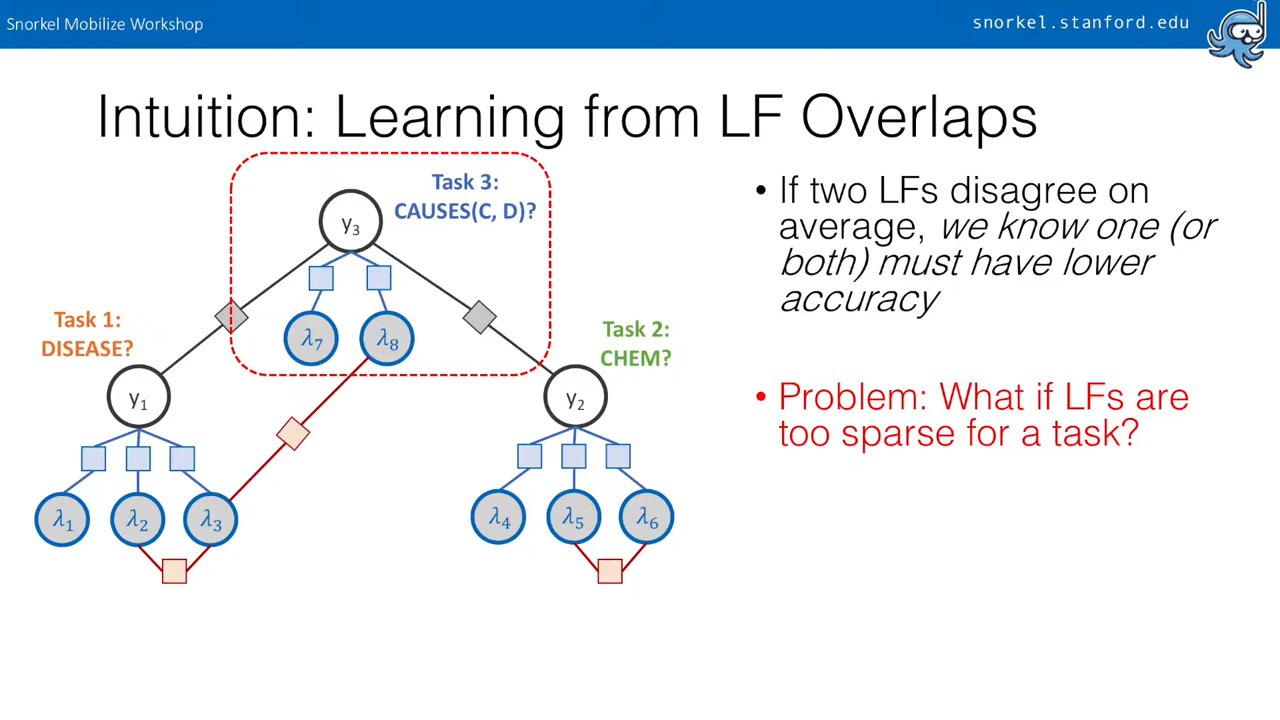 Snorkel Mobilize Workshop
snorkel.stanford.edu
Intuition: Learning from LF Overlaps
Task 3:
CAUSES(C, D)?
y₃
λ₇
λ₈
Task 1:
DISEASE?
y₁
λ₁
λ₂
λ₃
Task 2:
CHEM?
y₂
λ₄
λ₅
λ₆
• If two LFs disagree on
average, we know one (or
both) must have lower
accuracy
• Problem: What if LFs are
too sparse for a task?